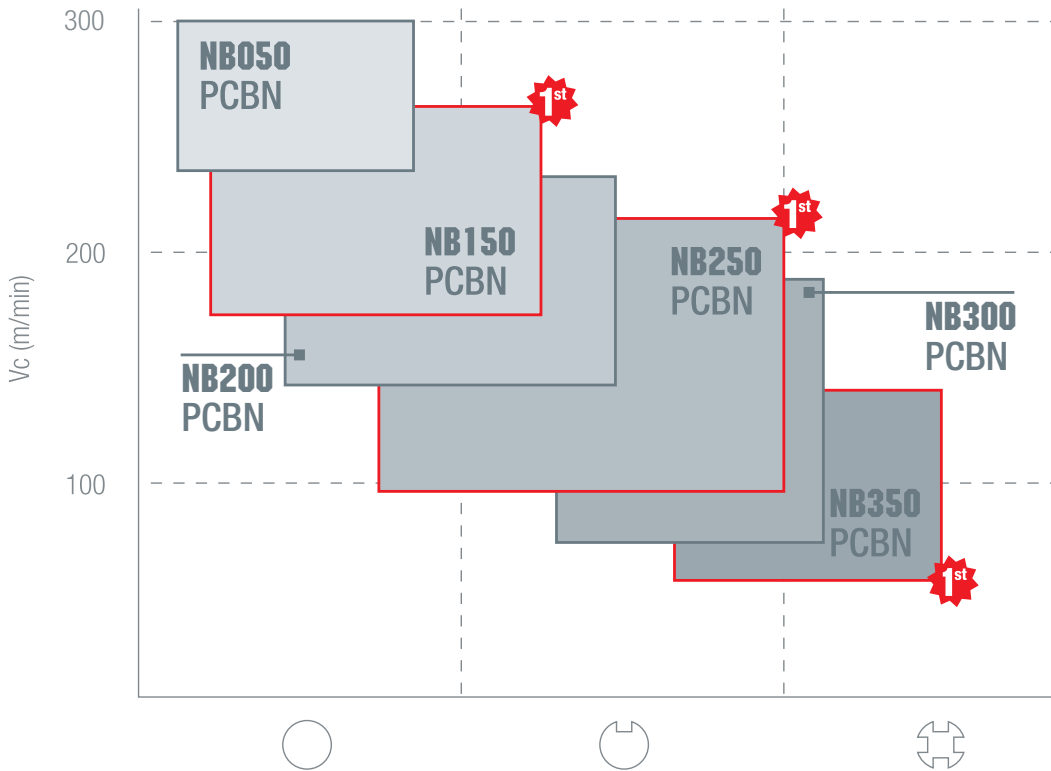 300
NB050
PCBN
1st
NB150
PCBN
200
1st
NB250
PCBN
Vc (m/min)
NB300
PCBN
NB200
PCBN
100
NB350
PCBN
1st